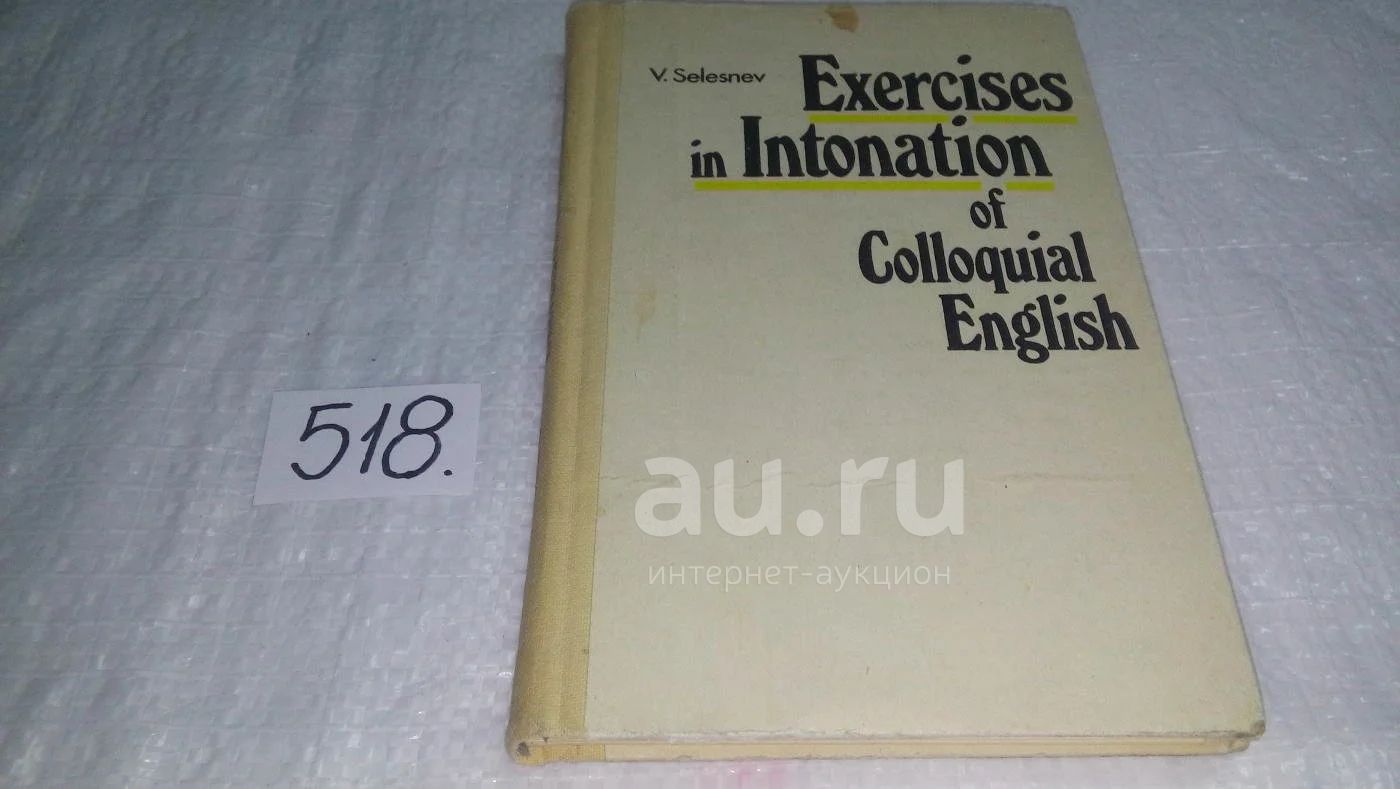 V. Selesnev
Exercises
in Intonation
of
Colloquial
English
518.
au.ru
интернет-аукцион